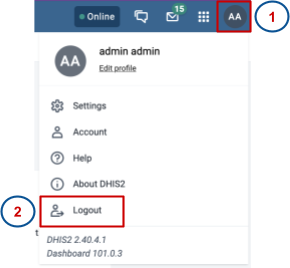 Online 15 AA 1
AA admin admin
Edit profile
Settings
Account
Help
About DHIS2
2 Logout
t
DHIS2 2.40.4.1
Dashboard 101.0.3